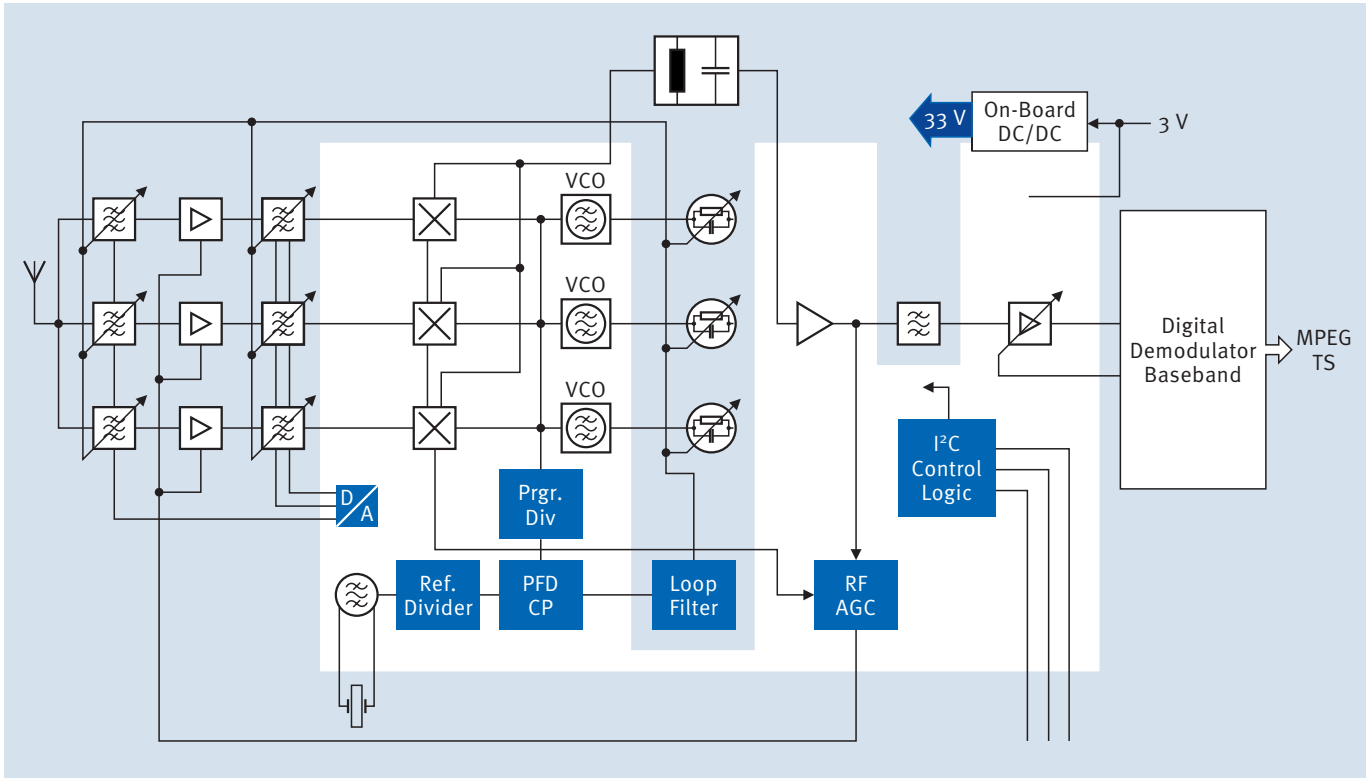 33 V
On-Board
DC/DC
3 V
VCO
VCO
VCO
Digital
Demodulator
Baseband
MPEG
TS
I²C
Control
Logic
D
A
Prgr.
Div
Ref.
Divider
PFD
CP
Loop
Filter
RF
AGC